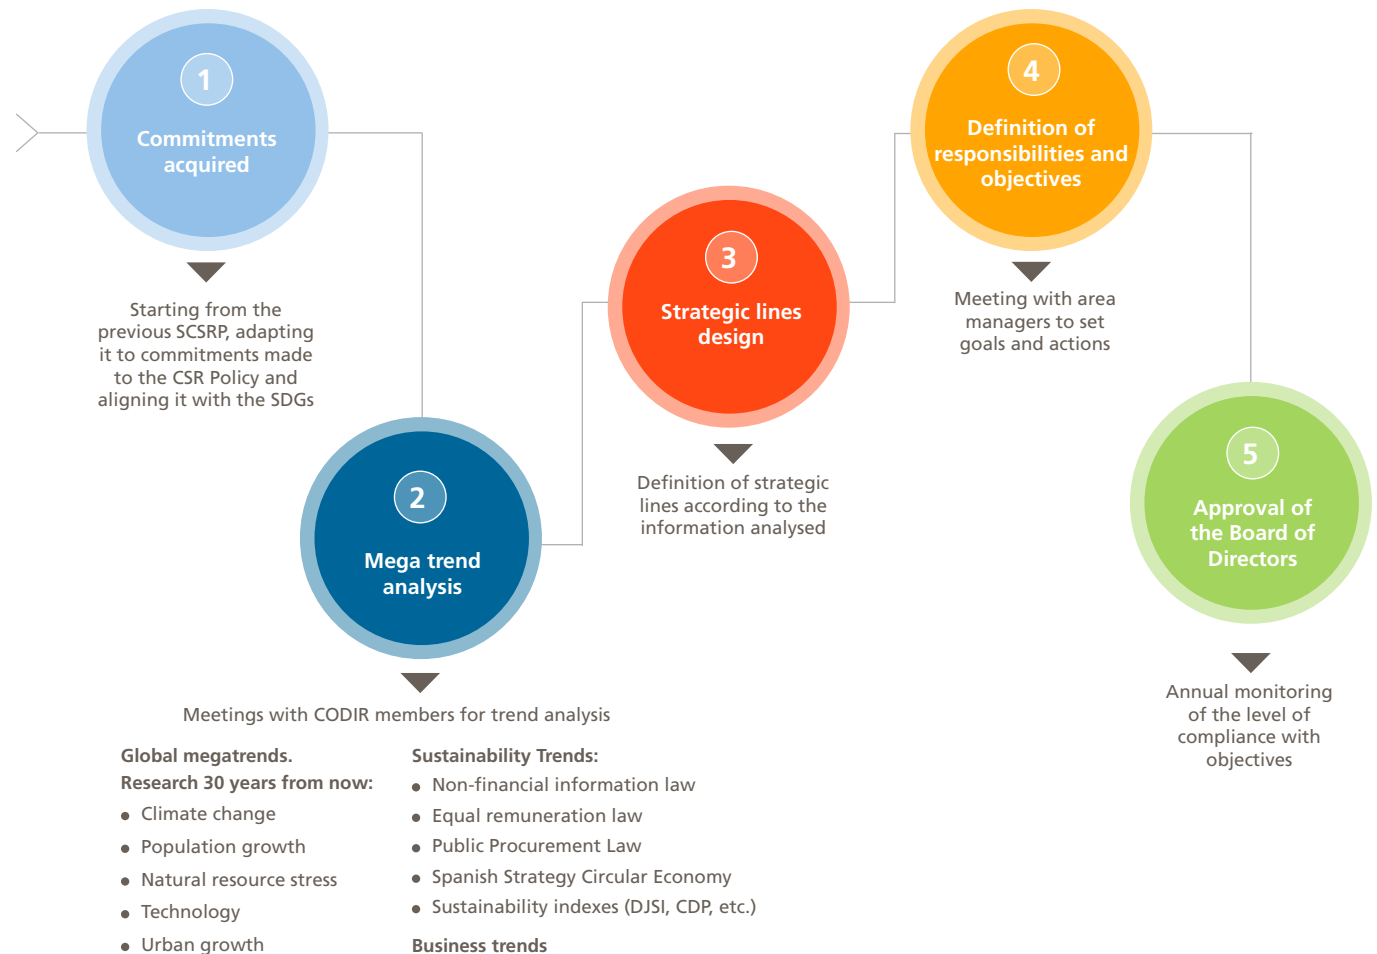 1
Commitments
acquired
Starting from the
previous SCSRP, adapting
it to commitments made
to the CSR Policy and
aligning it with the SDGs
2
Mega trend
analysis
Meetings with CODIR members for trend analysis
Global megatrends.
Research 30 years from now:
● Climate change
● Population growth
● Natural resource stress
● Technology
● Urban growth
Sustainability Trends:
● Non-financial information law
● Equal remuneration law
● Public Procurement Law
● Spanish Strategy Circular Economy
● Sustainability indexes (DJSI, CDP, etc.)
Business trends
3
Strategic lines
design
Definition of strategic
lines according to the
information analysed
4
Definition of
responsibilities and
objectives
Meeting with area
managers to set
goals and actions
5
Approval of
the Board of
Directors
Annual monitoring
of the level of
compliance with
objectives